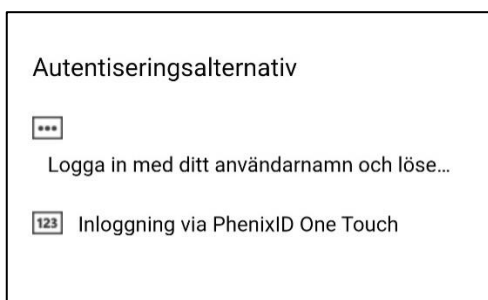 Autentiseringsalternativ
•••
Logga in med ditt användarnamn och löse...
123 Inloggning via PhenixID One Touch